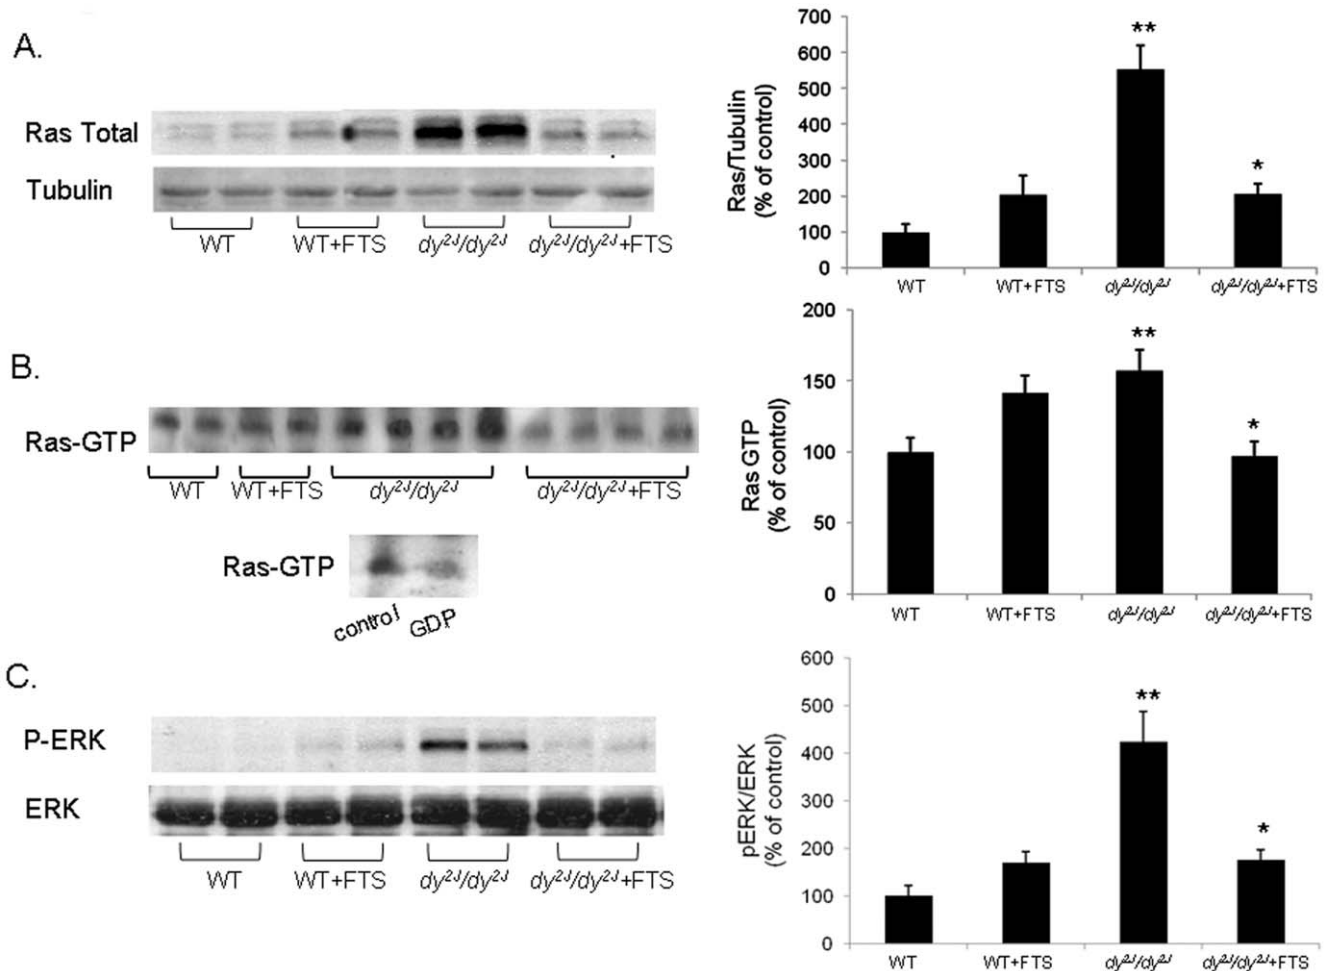 A.
Ras Total
Tubulin
WT
WT+FTS
dy²ᴶ/dy²ᴶ
dy²ᴶ/dy²ᴶ+FTS
Ras/Tubulin
(% of control)
700
600
500
400
300
200
100
0
**
*
WT
WT+FTS
dy²ᴶ/dy²ᴶ
dy²ᴶ/dy²ᴶ+FTS
B.
Ras-GTP
WT
WT+FTS
dy²ᴶ/dy²ᴶ
dy²ᴶ/dy²ᴶ+FTS
Ras-GTP
control
GDP
Ras GTP
(% of control)
200
150
100
50
0
**
*
WT
WT+FTS
dy²ᴶ/dy²ᴶ
dy²ᴶ/dy²ᴶ+FTS
C.
P-ERK
ERK
WT
WT+FTS
dy²ᴶ/dy²ᴶ
dy²ᴶ/dy²ᴶ+FTS
pERK/ERK
(% of control)
600
500
400
300
200
100
0
**
*
WT
WT+FTS
dy²ᴶ/dy²ᴶ
dy²ᴶ/dy²ᴶ+FTS